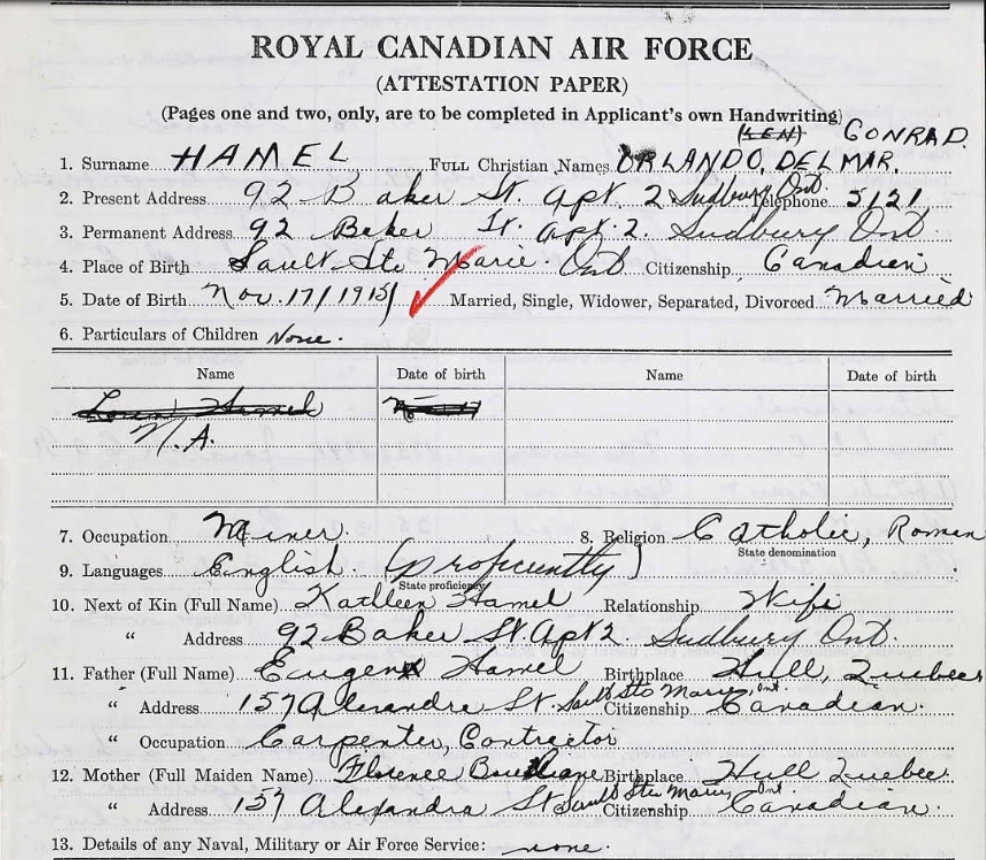 ROYAL CANADIAN AIR FORCE
(ATTESTATION PAPER)
(Pages one and two, only, are to be completed in Applicant's own Handwriting)
(LEN) CONRAD.
1. Surname HAMEL FULL Christian Names ORLANDO, DELMAR.
2. Present Address 92 Baker St. Apt. 2 Sudbury Ont. Telephone 5121
3. Permanent Address 92 Beker St. Apt. 2. Sudbury Ont
4. Place of Birth Sault Ste Marie Ont Citizenship Canadien
5. Date of Birth Nov. 17/1915/ Married, Single, Widower, Separated, Divorced Married
6. Particulars of Children None.
Name Date of birth Name Date of birth
Hamel
N.A.
7. Occupation Miner. 8. Religion Catholic, Roman
State denomination
9. Languages English (proficuntly)
State proficiency
10. Next of Kin (Full Name) Kathleen Hamel Relationship Wife
" Address 92 Baker St. Apt 2 Sudbury Ont.
11. Father (Full Name) Eugene Hamel Birthplace Hull, Quebec
" Address 157 Alexandra St. Sault Ste Marie, Ont. Citizenship Canadian.
" Occupation Carpenter, Contractor
12. Mother (Full Maiden Name) Florence Birthplace Hull Quebec
" Address 157 Alexandra St Sault Ste Marie Ont Citizenship Canadian.
13. Details of any Naval, Military or Air Force Service: none.